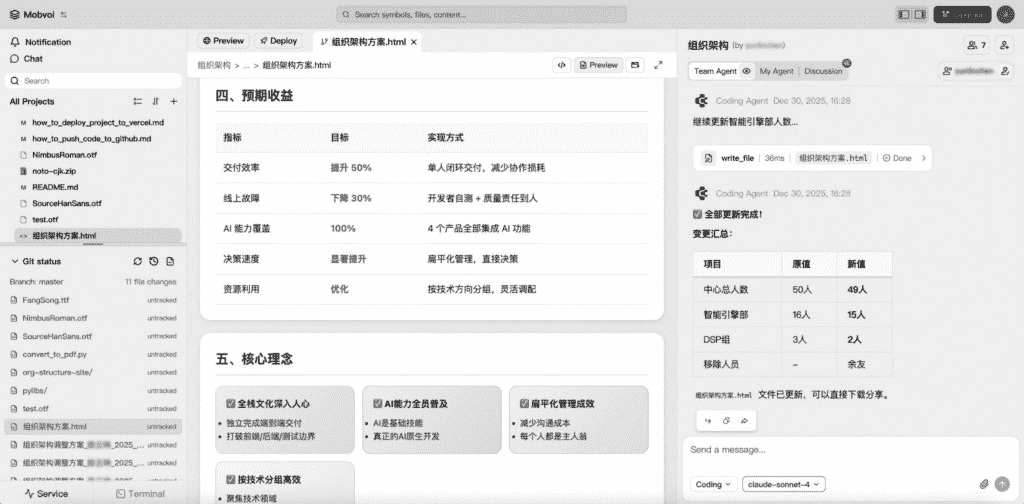 Mobvoi
Search symbols, files, content...
Notification
Chat
Search
All Projects
how_to_deploy_project_to_vercel.md
how_to_push_code_to_github.md
NimbusRoman.otf
noto-cjk.zip
README.md
SourceHanSans.otf
test.otf
组织架构方案.html
Git status
Branch: master 11 file changes
FangSong.ttf untracked
NimbusRoman.otf untracked
SourceHanSans.otf untracked
convert_to_pdf.py untracked
org-structure-site/ untracked
pylibs/ untracked
test.otf untracked
组织架构方案.html untracked
组织架构调整方案_ _2025_... untracked
组织架构调整方案_ _2025_... untracked
Service Terminal
Preview Deploy 组织架构方案.html
组织架构 > ... > 组织架构方案.html Preview
四、预期收益
指标 目标 实现方式
交付效率 提升 50% 单人闭环交付，减少协作损耗
线上故障 下降 30% 开发者自测 + 质量责任到人
AI 能力覆盖 100% 4 个产品全部集成 AI 功能
决策速度 显著提升 扁平化管理，直接决策
资源利用 优化 按技术方向分组，灵活调配
五、核心理念
全栈文化深入人心
独立完成端到端交付
打破前端/后端/测试边界
AI能力全员普及
AI是基础技能
真正的AI原生开发
扁平化管理成效
减少沟通成本
每个人都是主人翁
按技术分组高效
聚焦技术领域
组织架构 (by
7
Team Agent My Agent Discussion
Coding Agent Dec 30, 2025, 16:28
继续更新智能引擎部人数...
write_file 36ms 组织架构方案.html Done
Coding Agent Dec 30, 2025, 16:28
全部更新完成！
变更汇总：
项目 原值 新值
中心总人数 50人 49人
智能引擎部 16人 15人
DSP组 3人 2人
移除人员 – 余友
组织架构方案.html 文件已更新，可以直接下载分享。
Send a message...
Coding claude-sonnet-4